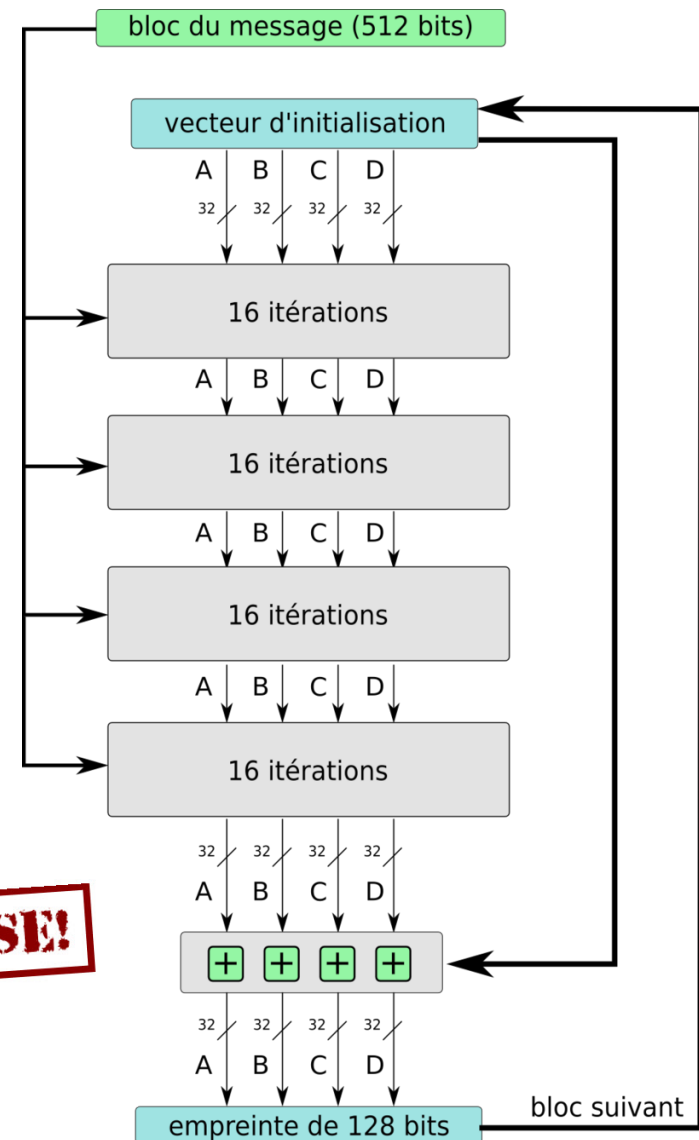 bloc du message (512 bits)
vecteur d'initialisation
A B C D
32 32 32 32
16 itérations
A B C D
16 itérations
A B C D
16 itérations
A B C D
16 itérations
32 32 32 32
A B C D
SE!
+ + + +
32 32 32 32
A B C D
bloc suivant
empreinte de 128 bits